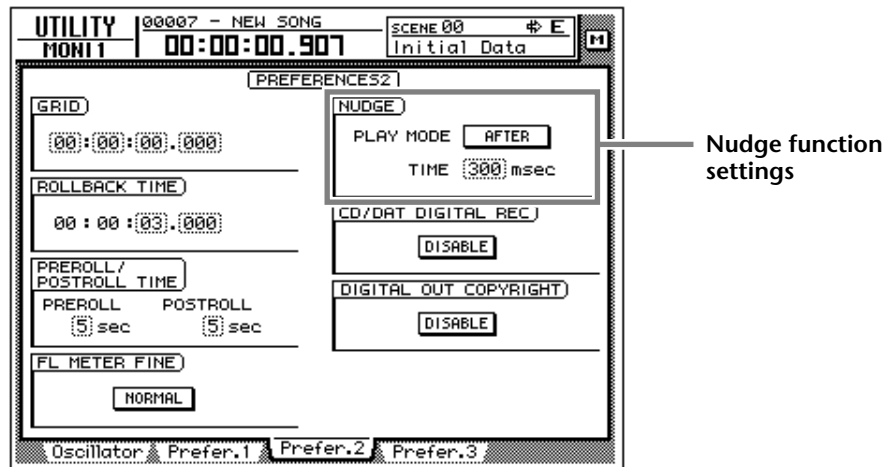 UTILITY
MONI 1
00007 - NEW SONG
00:00:00.907
SCENE 00 E
Initial Data
M
PREFERENCES2
GRID
00:00:00.000
ROLLBACK TIME
00:00:03.000
PREROLL/
POSTROLL TIME
PREROLL POSTROLL
5 sec 5 sec
FL METER FINE
NORMAL
NUDGE
PLAY MODE AFTER
TIME 300 msec
CD/DAT DIGITAL REC
DISABLE
DIGITAL OUT COPYRIGHT
DISABLE
Oscillator Prefer.1 Prefer.2 Prefer.3
Nudge function
settings